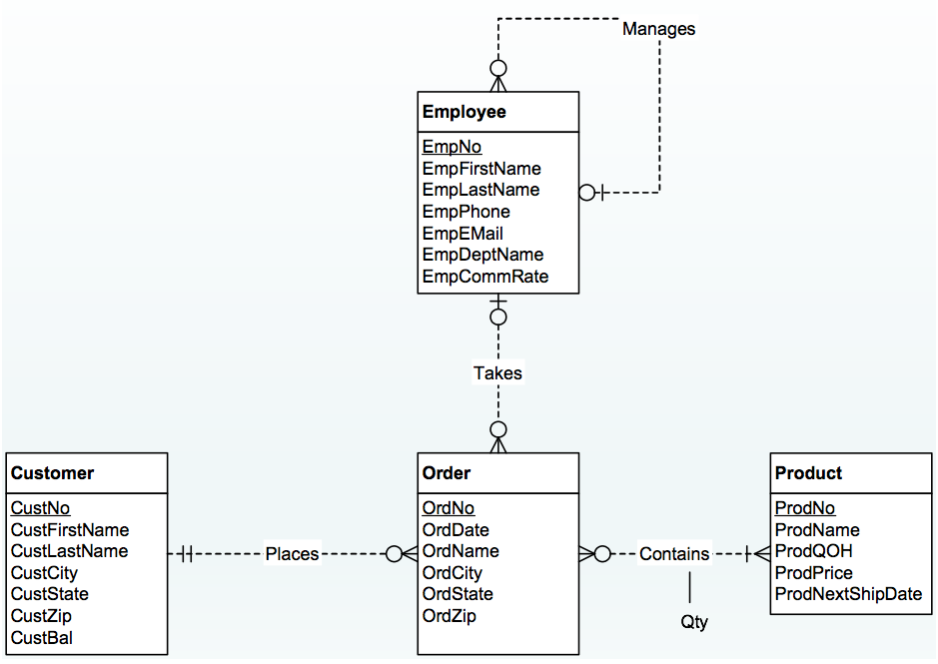 Manages
Employee
EmpNo
EmpFirstName
EmpLastName
EmpPhone
EmpEMail
EmpDeptName
EmpCommRate
Takes
Customer
CustNo
CustFirstName
CustLastName
CustCity
CustState
CustZip
CustBal
Places
Order
OrdNo
OrdDate
OrdName
OrdCity
OrdState
OrdZip
Contains
Qty
Product
ProdNo
ProdName
ProdQOH
ProdPrice
ProdNextShipDate